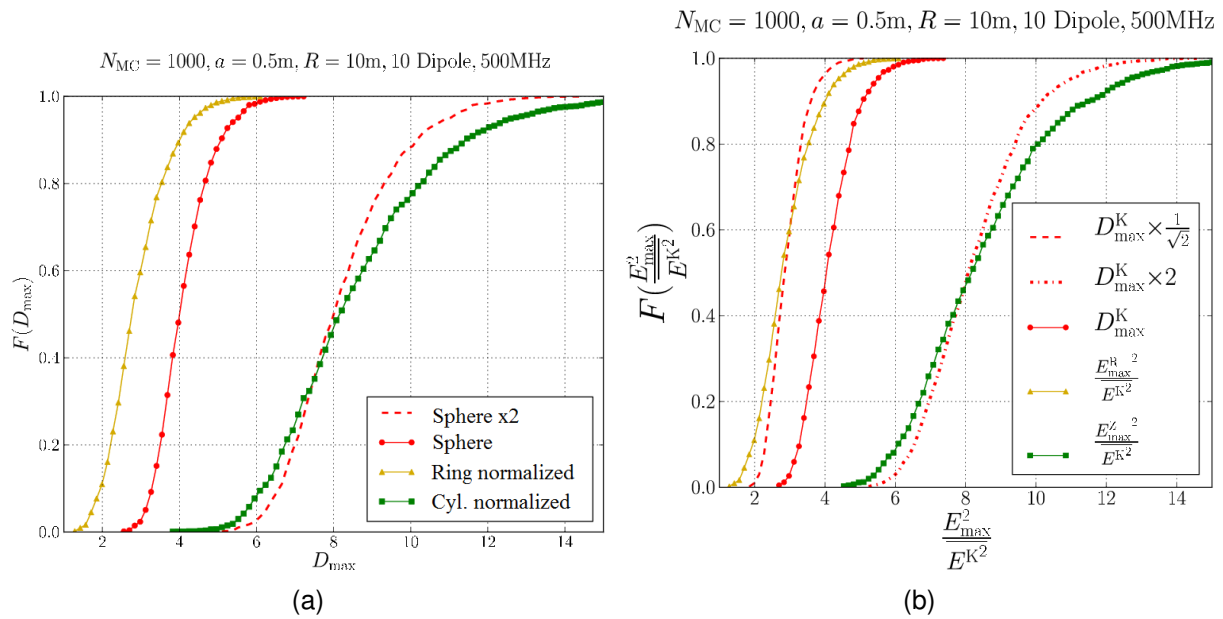 N_MC = 1000, a = 0.5m, R = 10m, 10 Dipole, 500MHz
1.0
0.8
0.6
0.4
0.2
0.0
F(D_max)
2 4 6 8 10 12 14
D_max
Sphere x2
Sphere
Ring normalized
Cyl. normalized
(a)
N_MC = 1000, a = 0.5m, R = 10m, 10 Dipole, 500MHz
1.0
0.8
0.6
0.4
0.2
0.0
F(E²_max / E^K²)
2 4 6 8 10 12 14
E²_max / E^K²
D^K_max × 1/√2
D^K_max × 2
D^K_max
E^R_max² / E^K²
E^Z_max² / E^K²
(b)